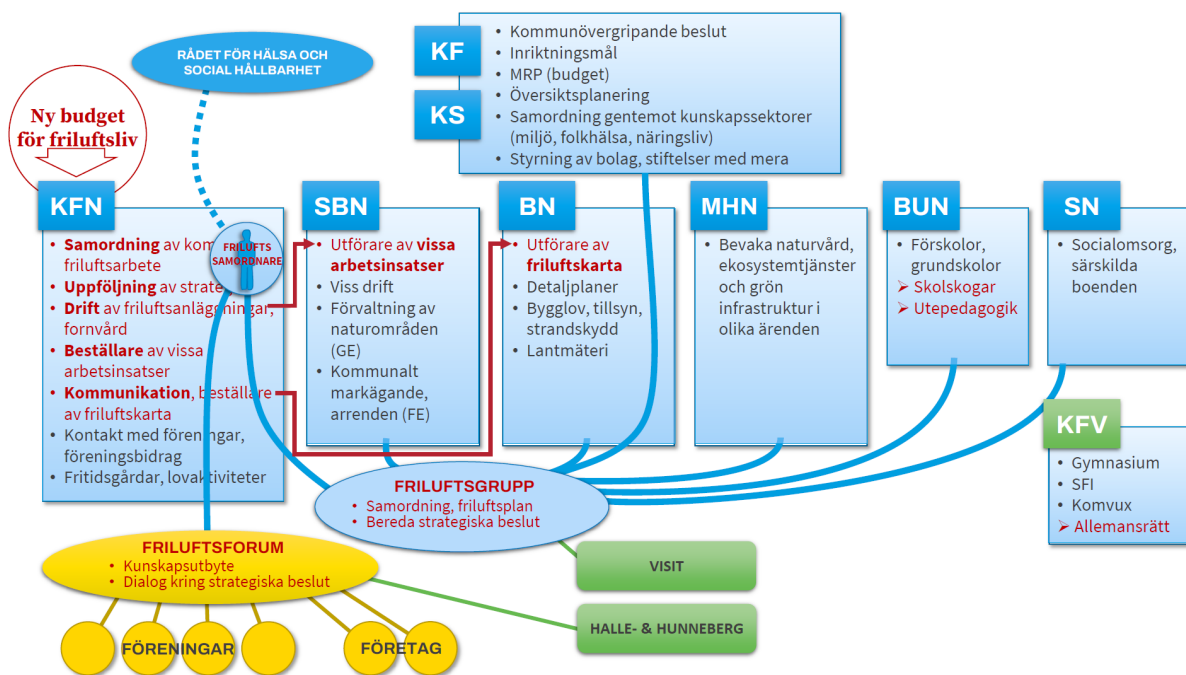 RÅDET FÖR HÄLSA OCH
SOCIAL HÅLLBARHET
KF
KS
• Kommunövergripande beslut
• Inriktningsmål
• MRP (budget)
• Översiktsplanering
• Samordning gentemot kunskapssektorer
(miljö, folkhälsa, näringsliv)
• Styrning av bolag, stiftelser med mera
Ny budget
för friluftsliv
KFN
• Samordning av kom
friluftsarbete
• Uppföljning av strate
• Drift av friluftsanläggningar,
fornvård
• Beställare av vissa
arbetsinsatser
• Kommunikation, beställare
av friluftskarta
• Kontakt med föreningar,
föreningsbidrag
• Fritidsgårdar, lovaktiviteter
FRILUFTS
SAMORDNARE
SBN
• Utförare av vissa
arbetsinsatser
• Viss drift
• Förvaltning av
naturområden
(GE)
• Kommunalt
markägande,
arrenden (FE)
BN
• Utförare av
friluftskarta
• Detaljplaner
• Bygglov, tillsyn,
strandskydd
• Lantmäteri
MHN
• Bevaka naturvård,
ekosystemtjänster
och grön
infrastruktur i
olika ärenden
BUN
• Förskolor,
grundskolor
➢ Skolskogar
➢ Utepedagogik
SN
• Socialomsorg,
särskilda
boenden
KFV
• Gymnasium
• SFI
• Komvux
➢ Allemansrätt
FRILUFTSGRUPP
• Samordning, friluftsplan
• Bereda strategiska beslut
FRILUFTSFORUM
• Kunskapsutbyte
• Dialog kring strategiska beslut
VISIT
HALLE- & HUNNEBERG
FÖRENINGAR
FÖRETAG